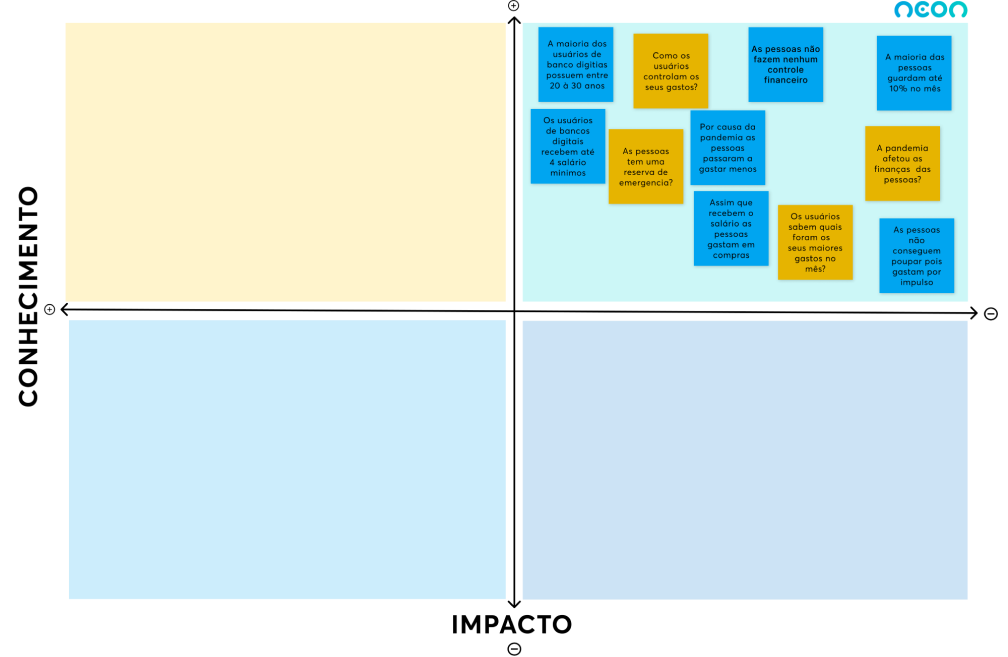 neon
A maioria dos
usuários de
banco digitias
possuem entre
20 à 30 anos
Como os
usuários
controlam os
seus gastos?
As pessoas não
fazem nenhum
controle
financeiro
A maioria das
pessoas
guardam até
10% no mês
Os usuários
de bancos
digitais
recebem até
4 salário
mínimos
As pessoas
tem uma
reserva de
emergencia?
Por causa da
pandemia as
pessoas
passaram a
gastar menos
A pandemia
afetou as
finanças das
pessoas?
Assim que
recebem o
salário as
pessoas
gastam em
compras
Os usuários
sabem quais
foram os
seus maiores
gastos no
mês?
As pessoas
não
conseguem
poupar pois
gastam por
impulso
CONHECIMENTO
IMPACTO